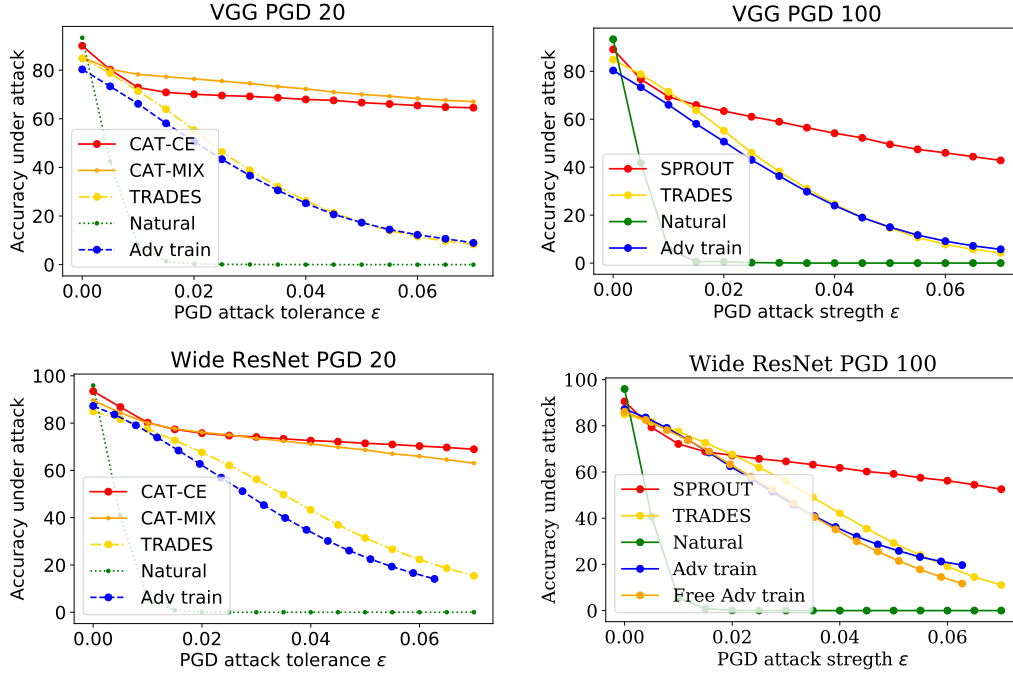 VGG PGD 20
Accuracy under attack
80
60
40
20
0
CAT-CE
CAT-MIX
TRADES
Natural
Adv train
0.00 0.02 0.04 0.06
PGD attack tolerance ε
VGG PGD 100
Accuracy under attack
80
60
40
20
0
SPROUT
TRADES
Natural
Adv train
0.00 0.02 0.04 0.06
PGD attack stregth ε
Wide ResNet PGD 20
Accuracy under attack
100
80
60
40
20
0
CAT-CE
CAT-MIX
TRADES
Natural
Adv train
0.00 0.02 0.04 0.06
PGD attack tolerance ε
Wide ResNet PGD 100
Accuracy under attack
100
80
60
40
20
0
SPROUT
TRADES
Natural
Adv train
Free Adv train
0.00 0.02 0.04 0.06
PGD attack stregth ε